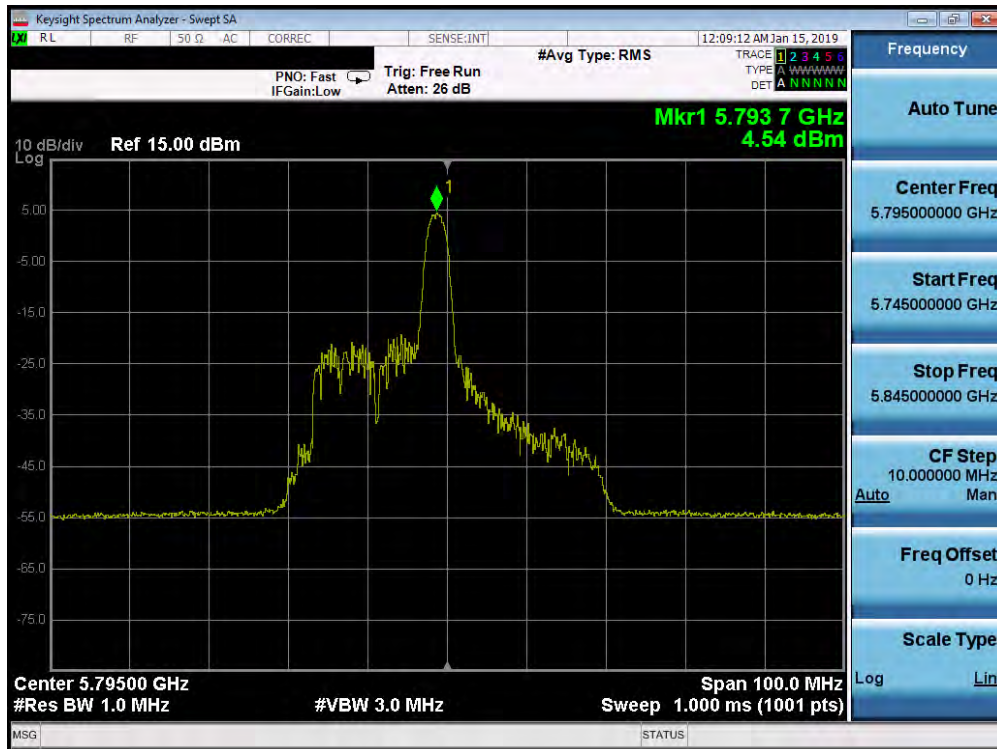 Keysight Spectrum Analyzer - Swept SA
LXI RL RF 50 Ω AC CORREC SENSE:INT 12:09:12 AM Jan 15, 2019
#Avg Type: RMS TRACE 1 2 3 4 5 6
PNO: Fast Trig: Free Run TYPE A WWWWW
IFGain:Low Atten: 26 dB DET A N N N N N
Mkr1 5.793 7 GHz
4.54 dBm
10 dB/div Ref 15.00 dBm
Log
1
5.00
-5.00
-15.0
-25.0
-35.0
-45.0
-55.0
-65.0
-75.0
Center 5.79500 GHz Span 100.0 MHz
#Res BW 1.0 MHz #VBW 3.0 MHz Sweep 1.000 ms (1001 pts)
MSG STATUS
Frequency
Auto Tune
Center Freq
5.795000000 GHz
Start Freq
5.745000000 GHz
Stop Freq
5.845000000 GHz
CF Step
10.000000 MHz
Auto Man
Freq Offset
0 Hz
Scale Type
Log Lin